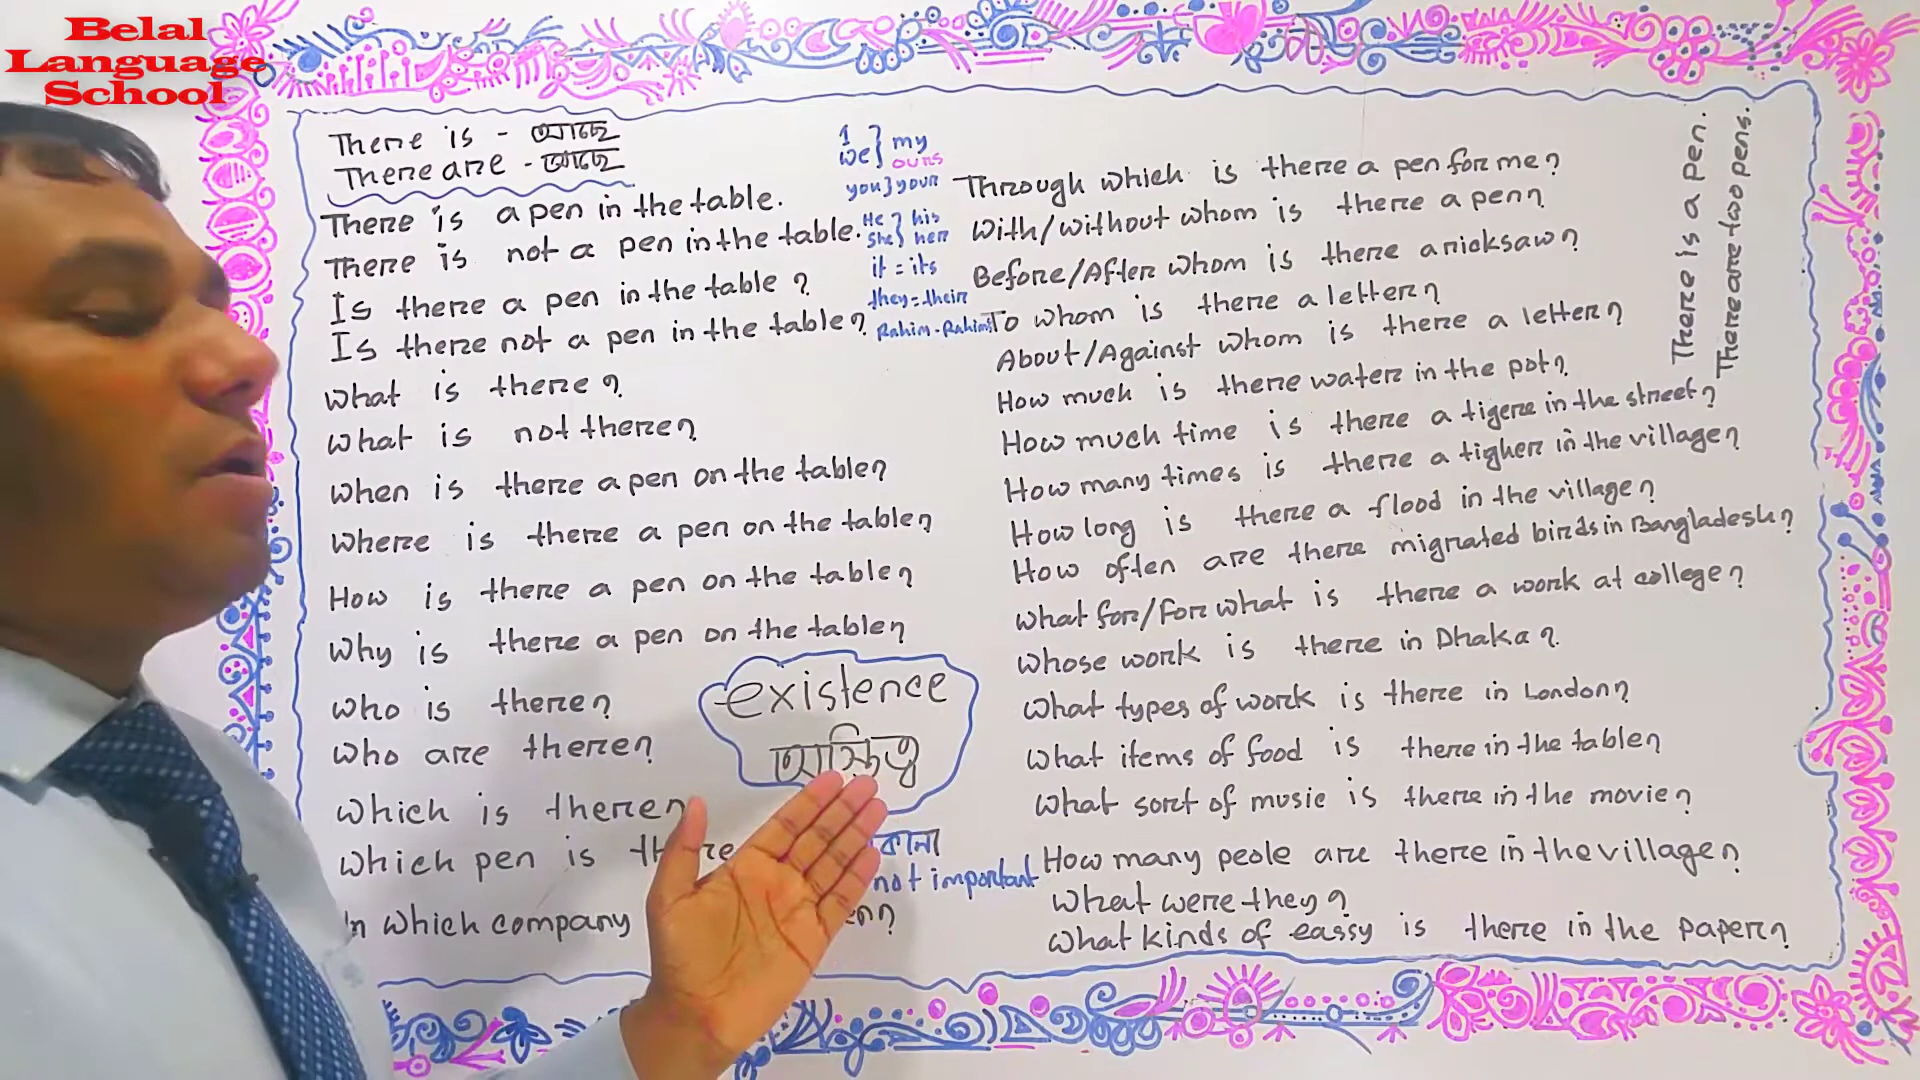 Belal
Language
School
There is - আছে
There are - আছে
There is a pen in the table.
There is not a pen in the table.
Is there a pen in the table?
Is there not a pen in the table?
What is there?
What is not there?
When is there a pen on the table?
Where is there a pen on the table?
How is there a pen on the table?
Why is there a pen on the table?
Who is there?
Who are there?
Which is there?
Which pen is there
In which company
I
we } my
ours
you } your
He } his
she } her
it = its
they = their
Rahim - Rahim's
existence
not important
Through which is there a pen for me?
With/without whom is there a pen?
Before/After whom is there a ricksaw?
To whom is there a letter?
About/Against whom is there a letter?
How much is there water in the pot?
How much time is there a tigere in the street?
How many times is there a tigher in the village?
How long is there a flood in the village?
How often are there migrated birds in Bangladesh?
What for/For what is there a work at college?
Whose work is there in Dhaka?
What types of work is there in London?
What items of food is there in the table?
What sort of music is there in the movie?
How many peole are there in the village?
What were they?
What kinds of eassy is there in the paper?
There is a pen.
There are two pens.